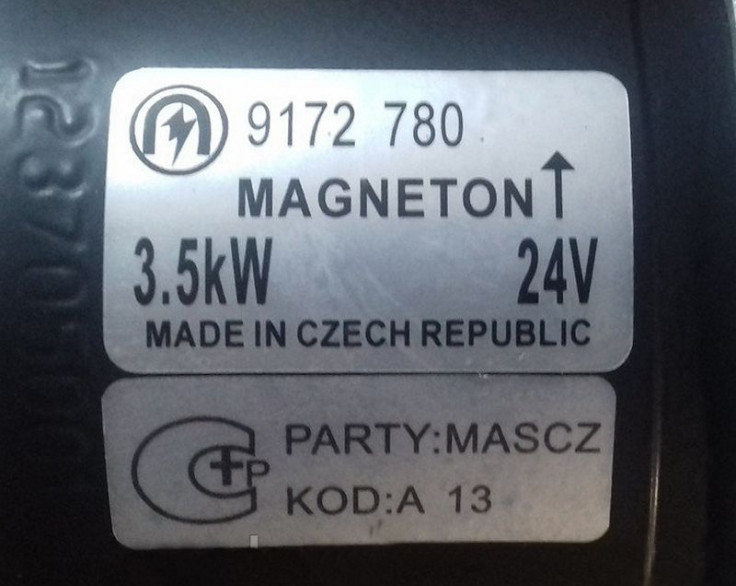 9172 780
MAGNETON↑
3.5kW 24V
MADE IN CZECH REPUBLIC
PARTY:MASCZ
KOD:A 13